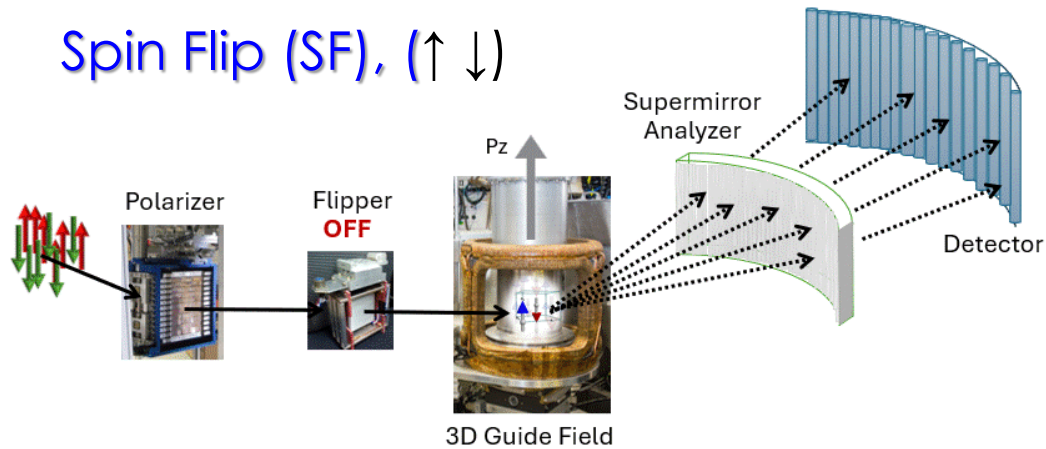 Spin Flip (SF), (↑ ↓)
Supermirror
Analyzer
Pz
Polarizer
Flipper
OFF
Detector
3D Guide Field